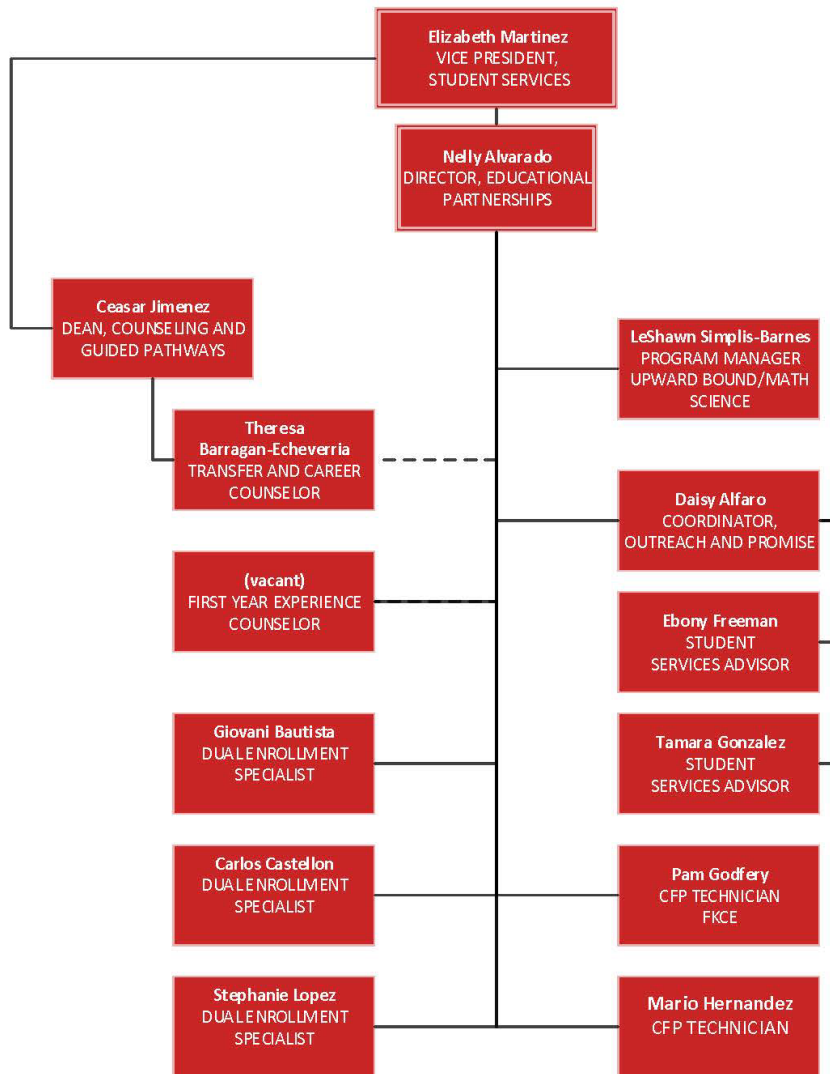 Elizabeth Martinez
VICE PRESIDENT,
STUDENT SERVICES
Nelly Alvarado
DIRECTOR, EDUCATIONAL
PARTNERSHIPS
Ceasar Jimenez
DEAN, COUNSELING AND
GUIDED PATHWAYS
LeShawn Simplis-Barnes
PROGRAM MANAGER
UPWARD BOUND/MATH
SCIENCE
Theresa
Barragan-Echeverria
TRANSFER AND CAREER
COUNSELOR
Daisy Alfaro
COORDINATOR,
OUTREACH AND PROMISE
(vacant)
FIRST YEAR EXPERIENCE
COUNSELOR
Ebony Freeman
STUDENT
SERVICES ADVISOR
Giovani Bautista
DUAL ENROLLMENT
SPECIALIST
Tamara Gonzalez
STUDENT
SERVICES ADVISOR
Carlos Castellon
DUAL ENROLLMENT
SPECIALIST
Pam Godfery
CFP TECHNICIAN
FKCE
Stephanie Lopez
DUAL ENROLLMENT
SPECIALIST
Mario Hernandez
CFP TECHNICIAN